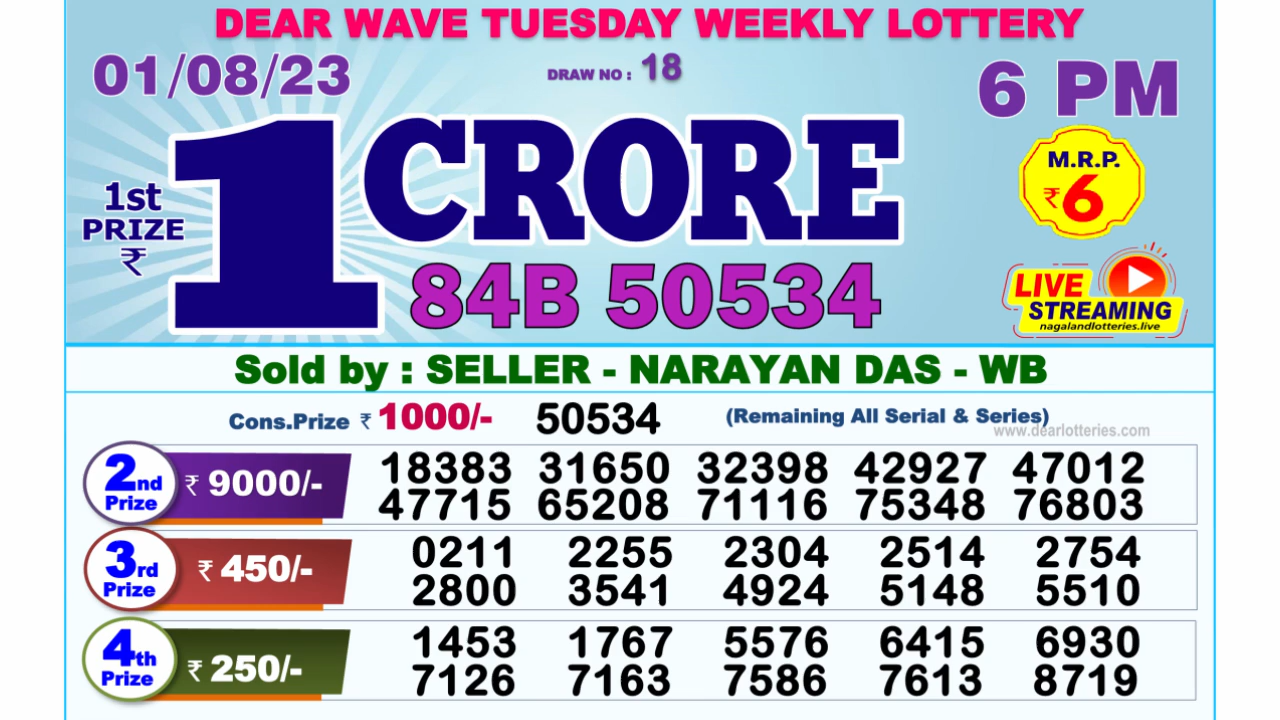 DEAR WAVE TUESDAY WEEKLY LOTTERY
01/08/23
DRAW NO : 18
6 PM
1st
PRIZE
₹
1 CRORE
84B 50534
M.R.P.
₹6
LIVE
STREAMING
nagalandlotteries.live
Sold by : SELLER - NARAYAN DAS - WB
Cons.Prize ₹ 1000/- 50534 (Remaining All Serial & Series)
www.dearlotteries.com
2nd Prize ₹ 9000/-
18383 31650 32398 42927 47012
47715 65208 71116 75348 76803
3rd Prize ₹ 450/-
0211 2255 2304 2514 2754
2800 3541 4924 5148 5510
4th Prize ₹ 250/-
1453 1767 5576 6415 6930
7126 7163 7586 7613 8719